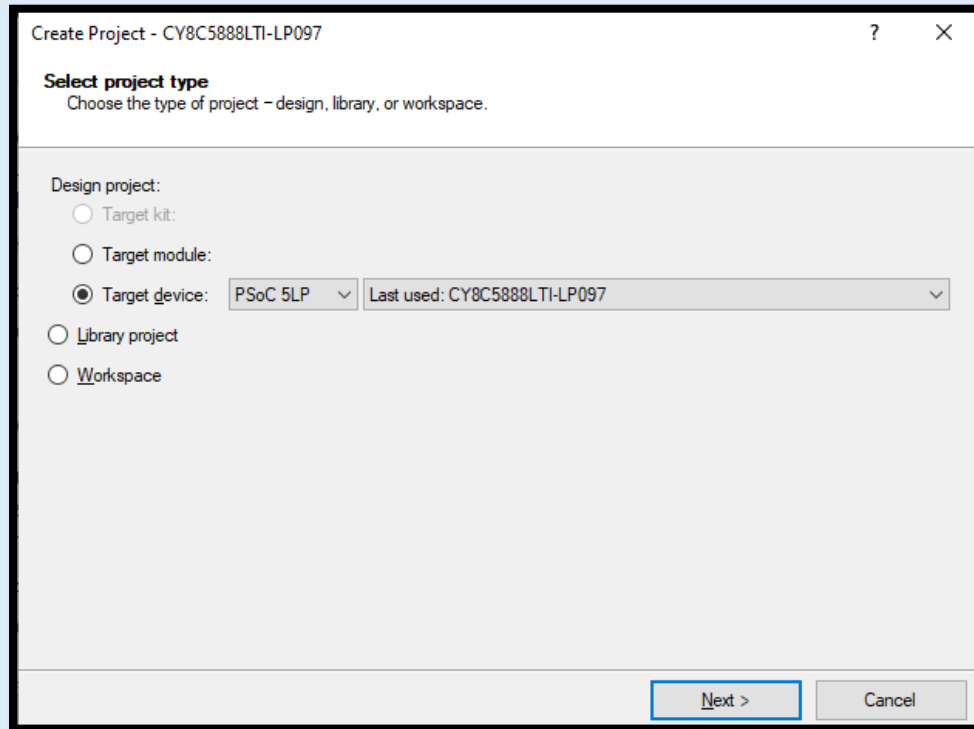 Create Project - CY8C5888LTI-LP097 ?
Select project type
Choose the type of project – design, library, or workspace.
Design project:
Target kit:
Target module:
Target device: PSoC 5LP Last used: CY8C5888LTI-LP097
Library project
Workspace
Next > Cancel